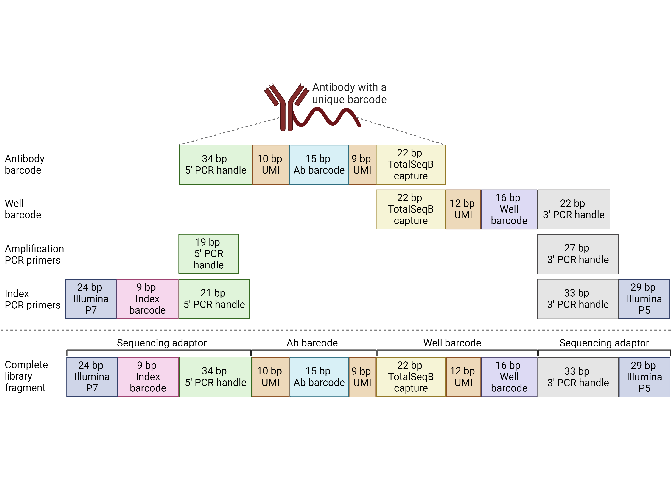 Antibody with a
unique barcode
Antibody
barcode
34 bp
5' PCR handle
10 bp
UMI
15 bp
Ab barcode
9 bp
UMI
22 bp
TotalSeqB
capture
Well
barcode
22 bp
TotalSeqB
capture
12 bp
UMI
16 bp
Well
barcode
22 bp
3' PCR handle
Amplification
PCR primers
19 bp
5' PCR
handle
27 bp
3' PCR handle
Index
PCR primers
24 bp
Illumina
P7
9 bp
Index
barcode
21 bp
5' PCR handle
33 bp
3' PCR handle
29 bp
Illumina
P5
Sequencing adaptor
Ab barcode
Well barcode
Sequencing adaptor
Complete
library
fragment
24 bp
Illumina
P7
9 bp
Index
barcode
34 bp
5' PCR handle
10 bp
UMI
15 bp
Ab barcode
9 bp
UMI
22 bp
TotalSeqB
capture
12 bp
UMI
16 bp
Well
barcode
33 bp
3' PCR handle
29 bp
Illumina
P5